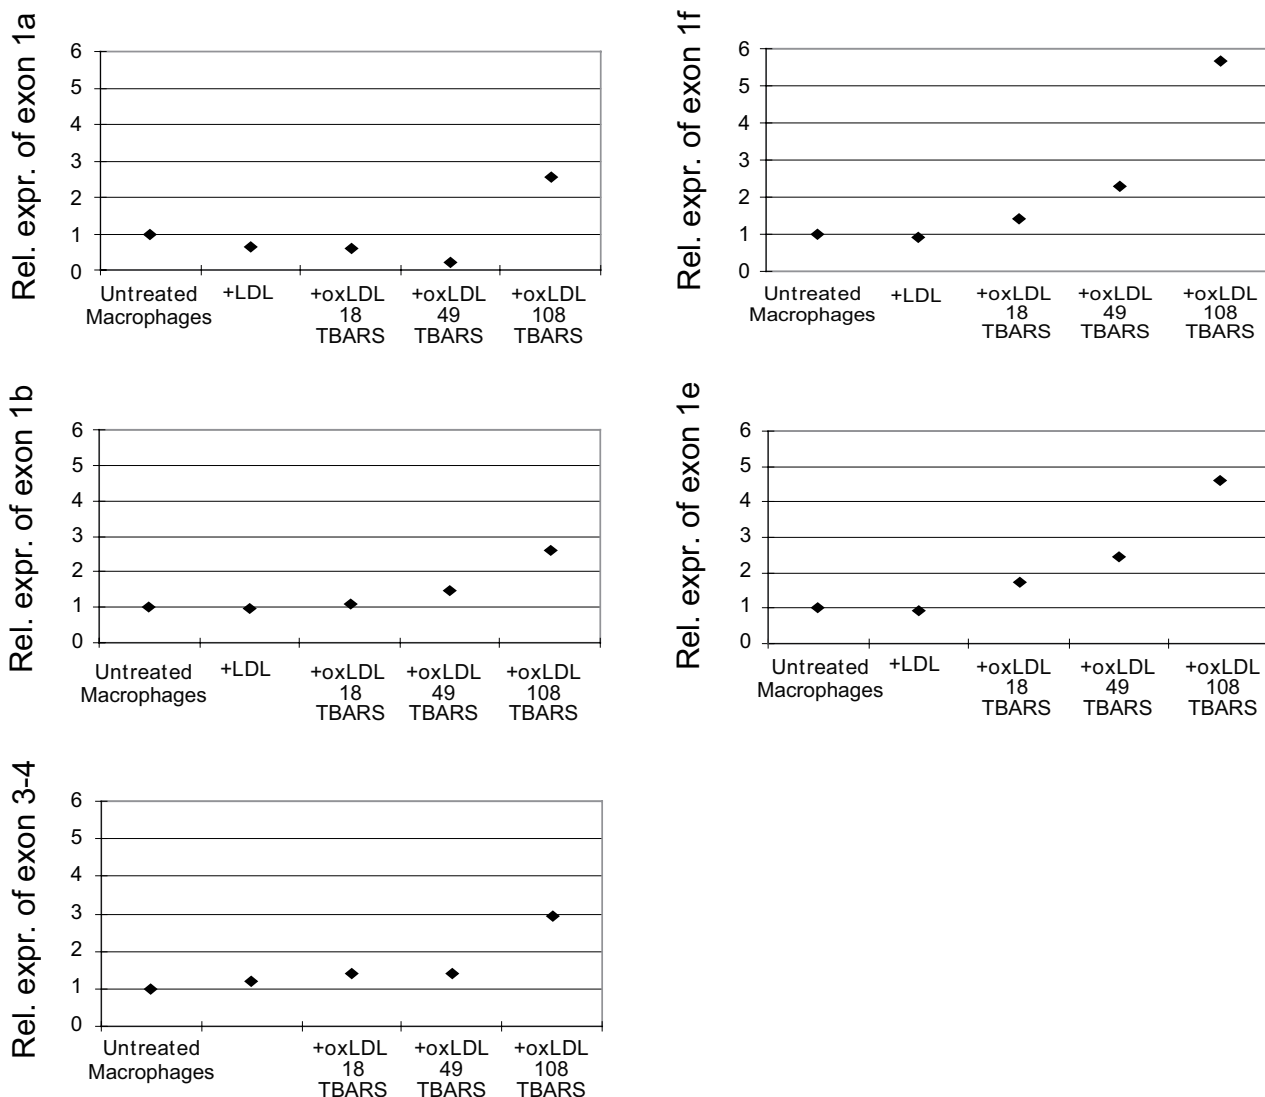 Rel. expr. of exon 1a
6
5
4
3
2
1
0
Untreated
Macrophages
+LDL
+oxLDL
18
TBARS
+oxLDL
49
TBARS
+oxLDL
108
TBARS
Rel. expr. of exon 1f
6
5
4
3
2
1
0
Untreated
Macrophages
+LDL
+oxLDL
18
TBARS
+oxLDL
49
TBARS
+oxLDL
108
TBARS
Rel. expr. of exon 1b
6
5
4
3
2
1
0
Untreated
Macrophages
+LDL
+oxLDL
18
TBARS
+oxLDL
49
TBARS
+oxLDL
108
TBARS
Rel. expr. of exon 1e
6
5
4
3
2
1
0
Untreated
Macrophages
+LDL
+oxLDL
18
TBARS
+oxLDL
49
TBARS
+oxLDL
108
TBARS
Rel. expr. of exon 3-4
6
5
4
3
2
1
0
Untreated
Macrophages
+oxLDL
18
TBARS
+oxLDL
49
TBARS
+oxLDL
108
TBARS